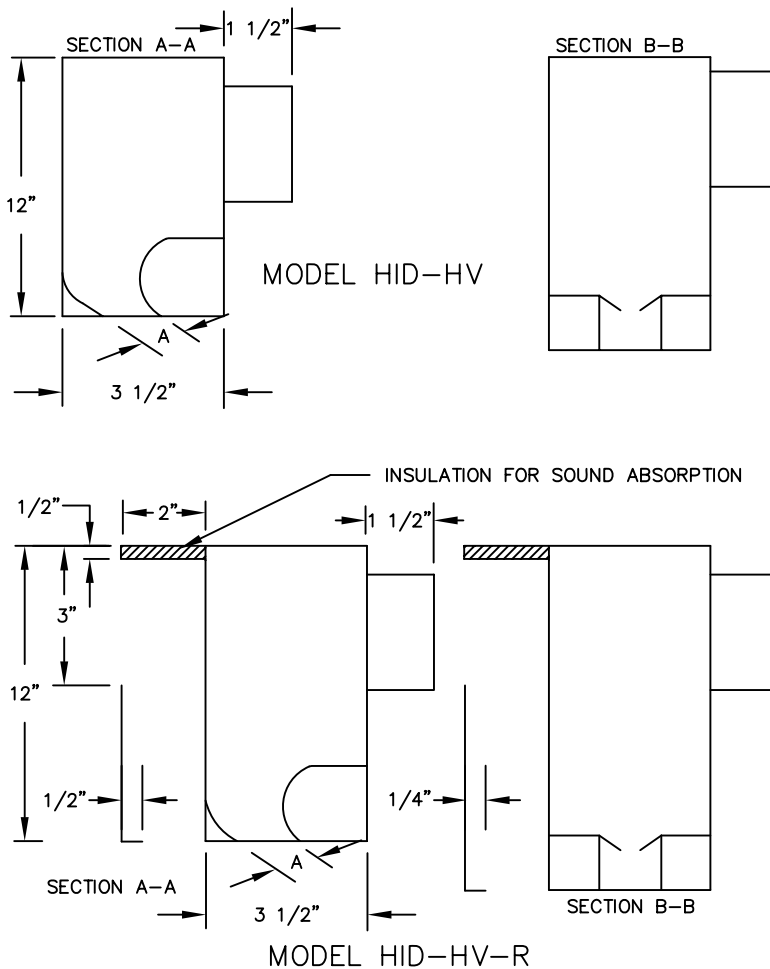 1 1/2”
SECTION A–A
SECTION B–B
12”
MODEL HID–HV
A
3 1/2”
INSULATION FOR SOUND ABSORPTION
1/2”
2”
1 1/2”
3”
12”
1/2”
1/4”
A
SECTION A–A
3 1/2”
SECTION B–B
MODEL HID–HV–R